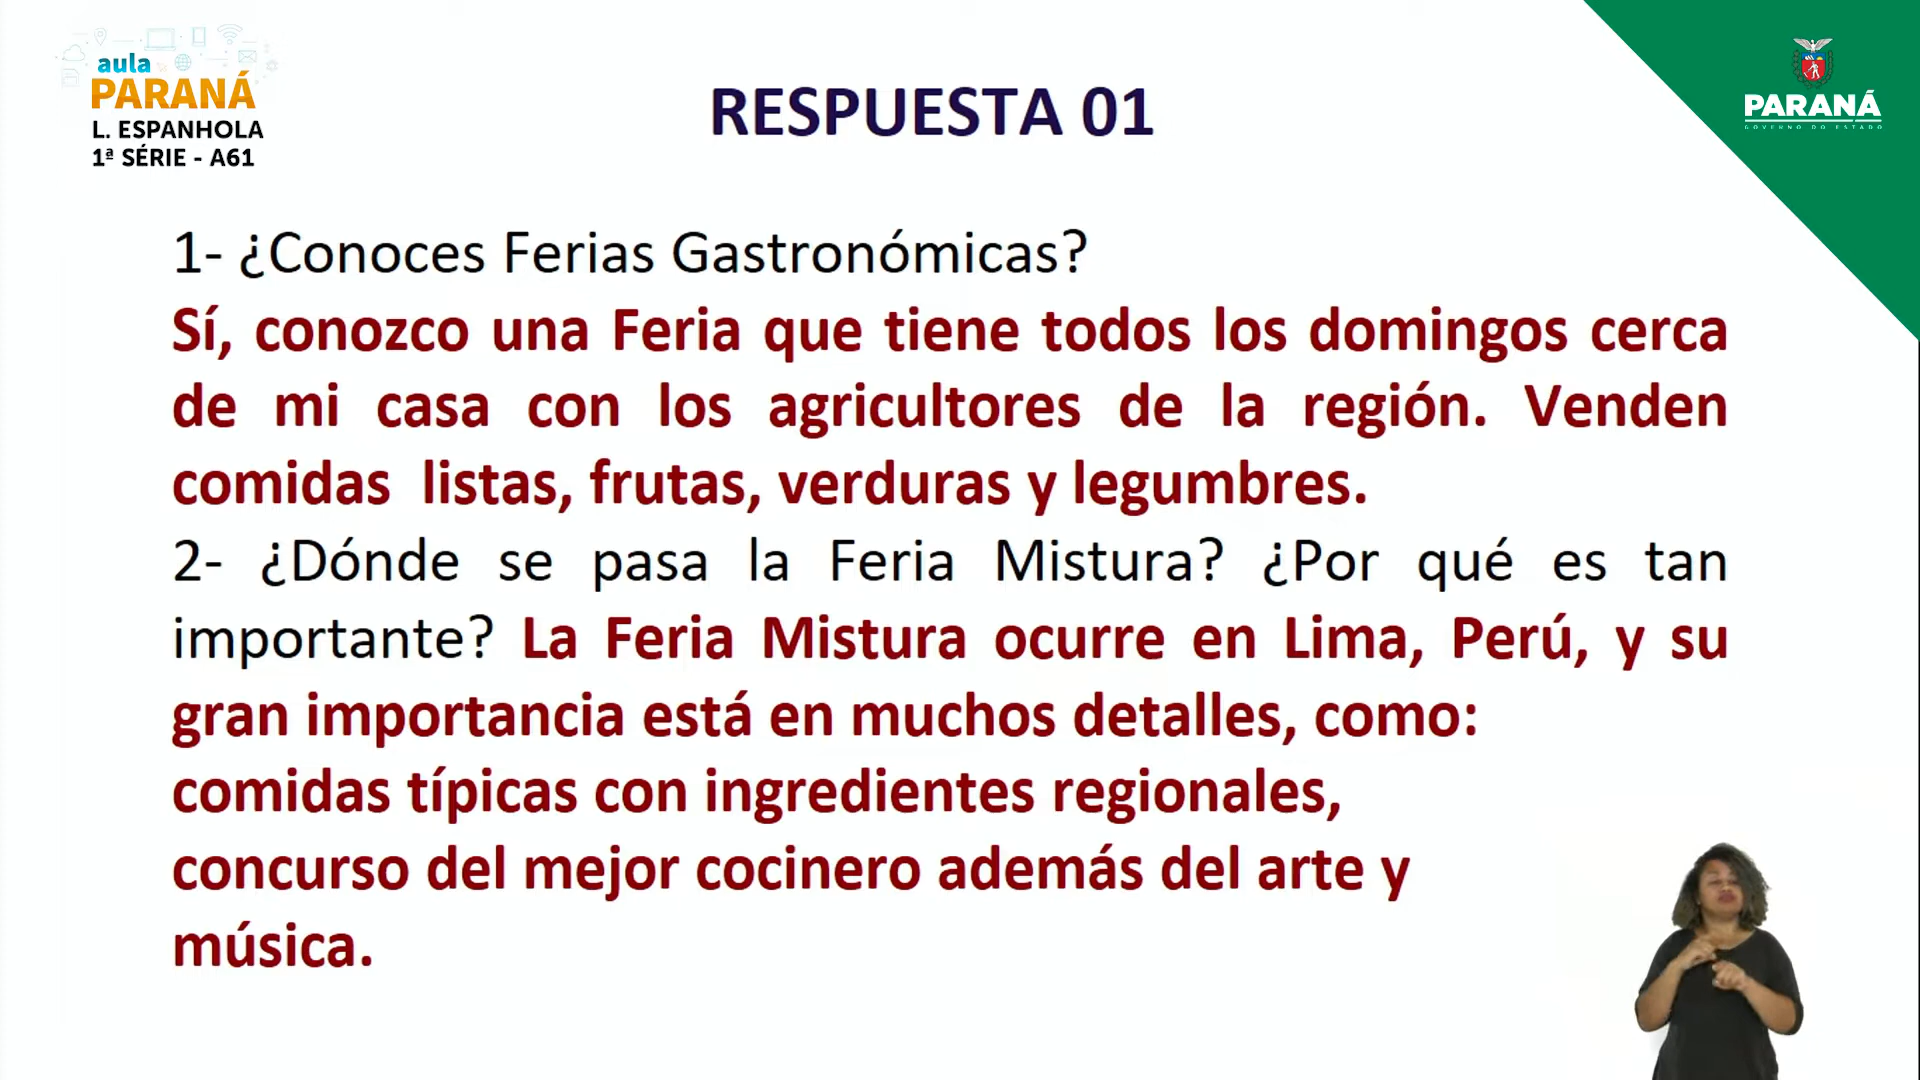 aula
PARANÁ
L. ESPANHOLA
1ª SÉRIE - A61
RESPUESTA 01
PARANÁ
GOVERNO DO ESTADO
1- ¿Conoces Ferias Gastronómicas?
Sí, conozco una Feria que tiene todos los domingos cerca
de mi casa con los agricultores de la región. Venden
comidas listas, frutas, verduras y legumbres.
2- ¿Dónde se pasa la Feria Mistura? ¿Por qué es tan
importante? La Feria Mistura ocurre en Lima, Perú, y su
gran importancia está en muchos detalles, como:
comidas típicas con ingredientes regionales,
concurso del mejor cocinero además del arte y
música.